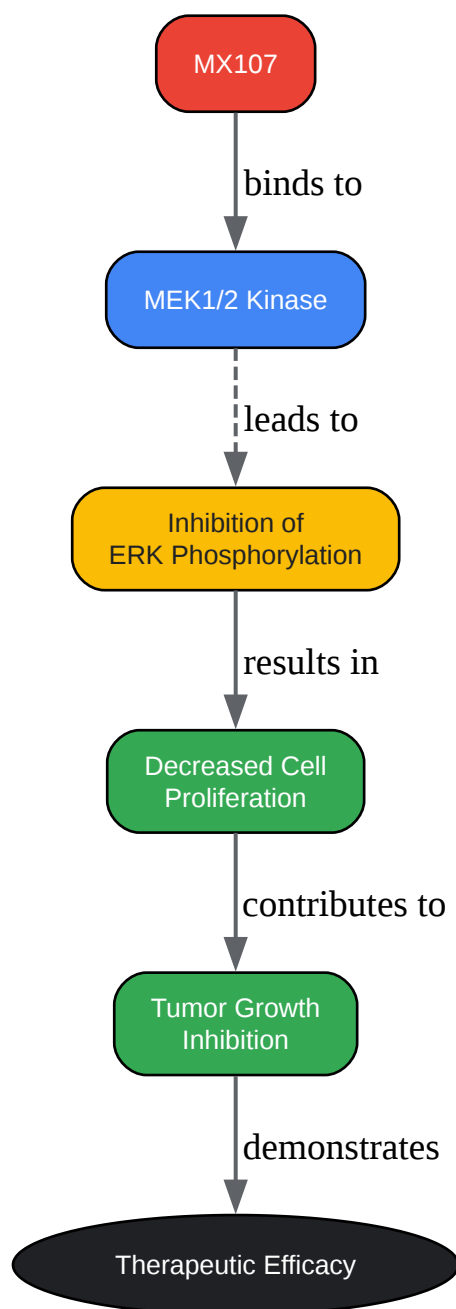 MX107
binds to
MEK1/2 Kinase
leads to
Inhibition of
ERK Phosphorylation
results in
Decreased Cell
Proliferation
contributes to
Tumor Growth
Inhibition
demonstrates
Therapeutic Efficacy